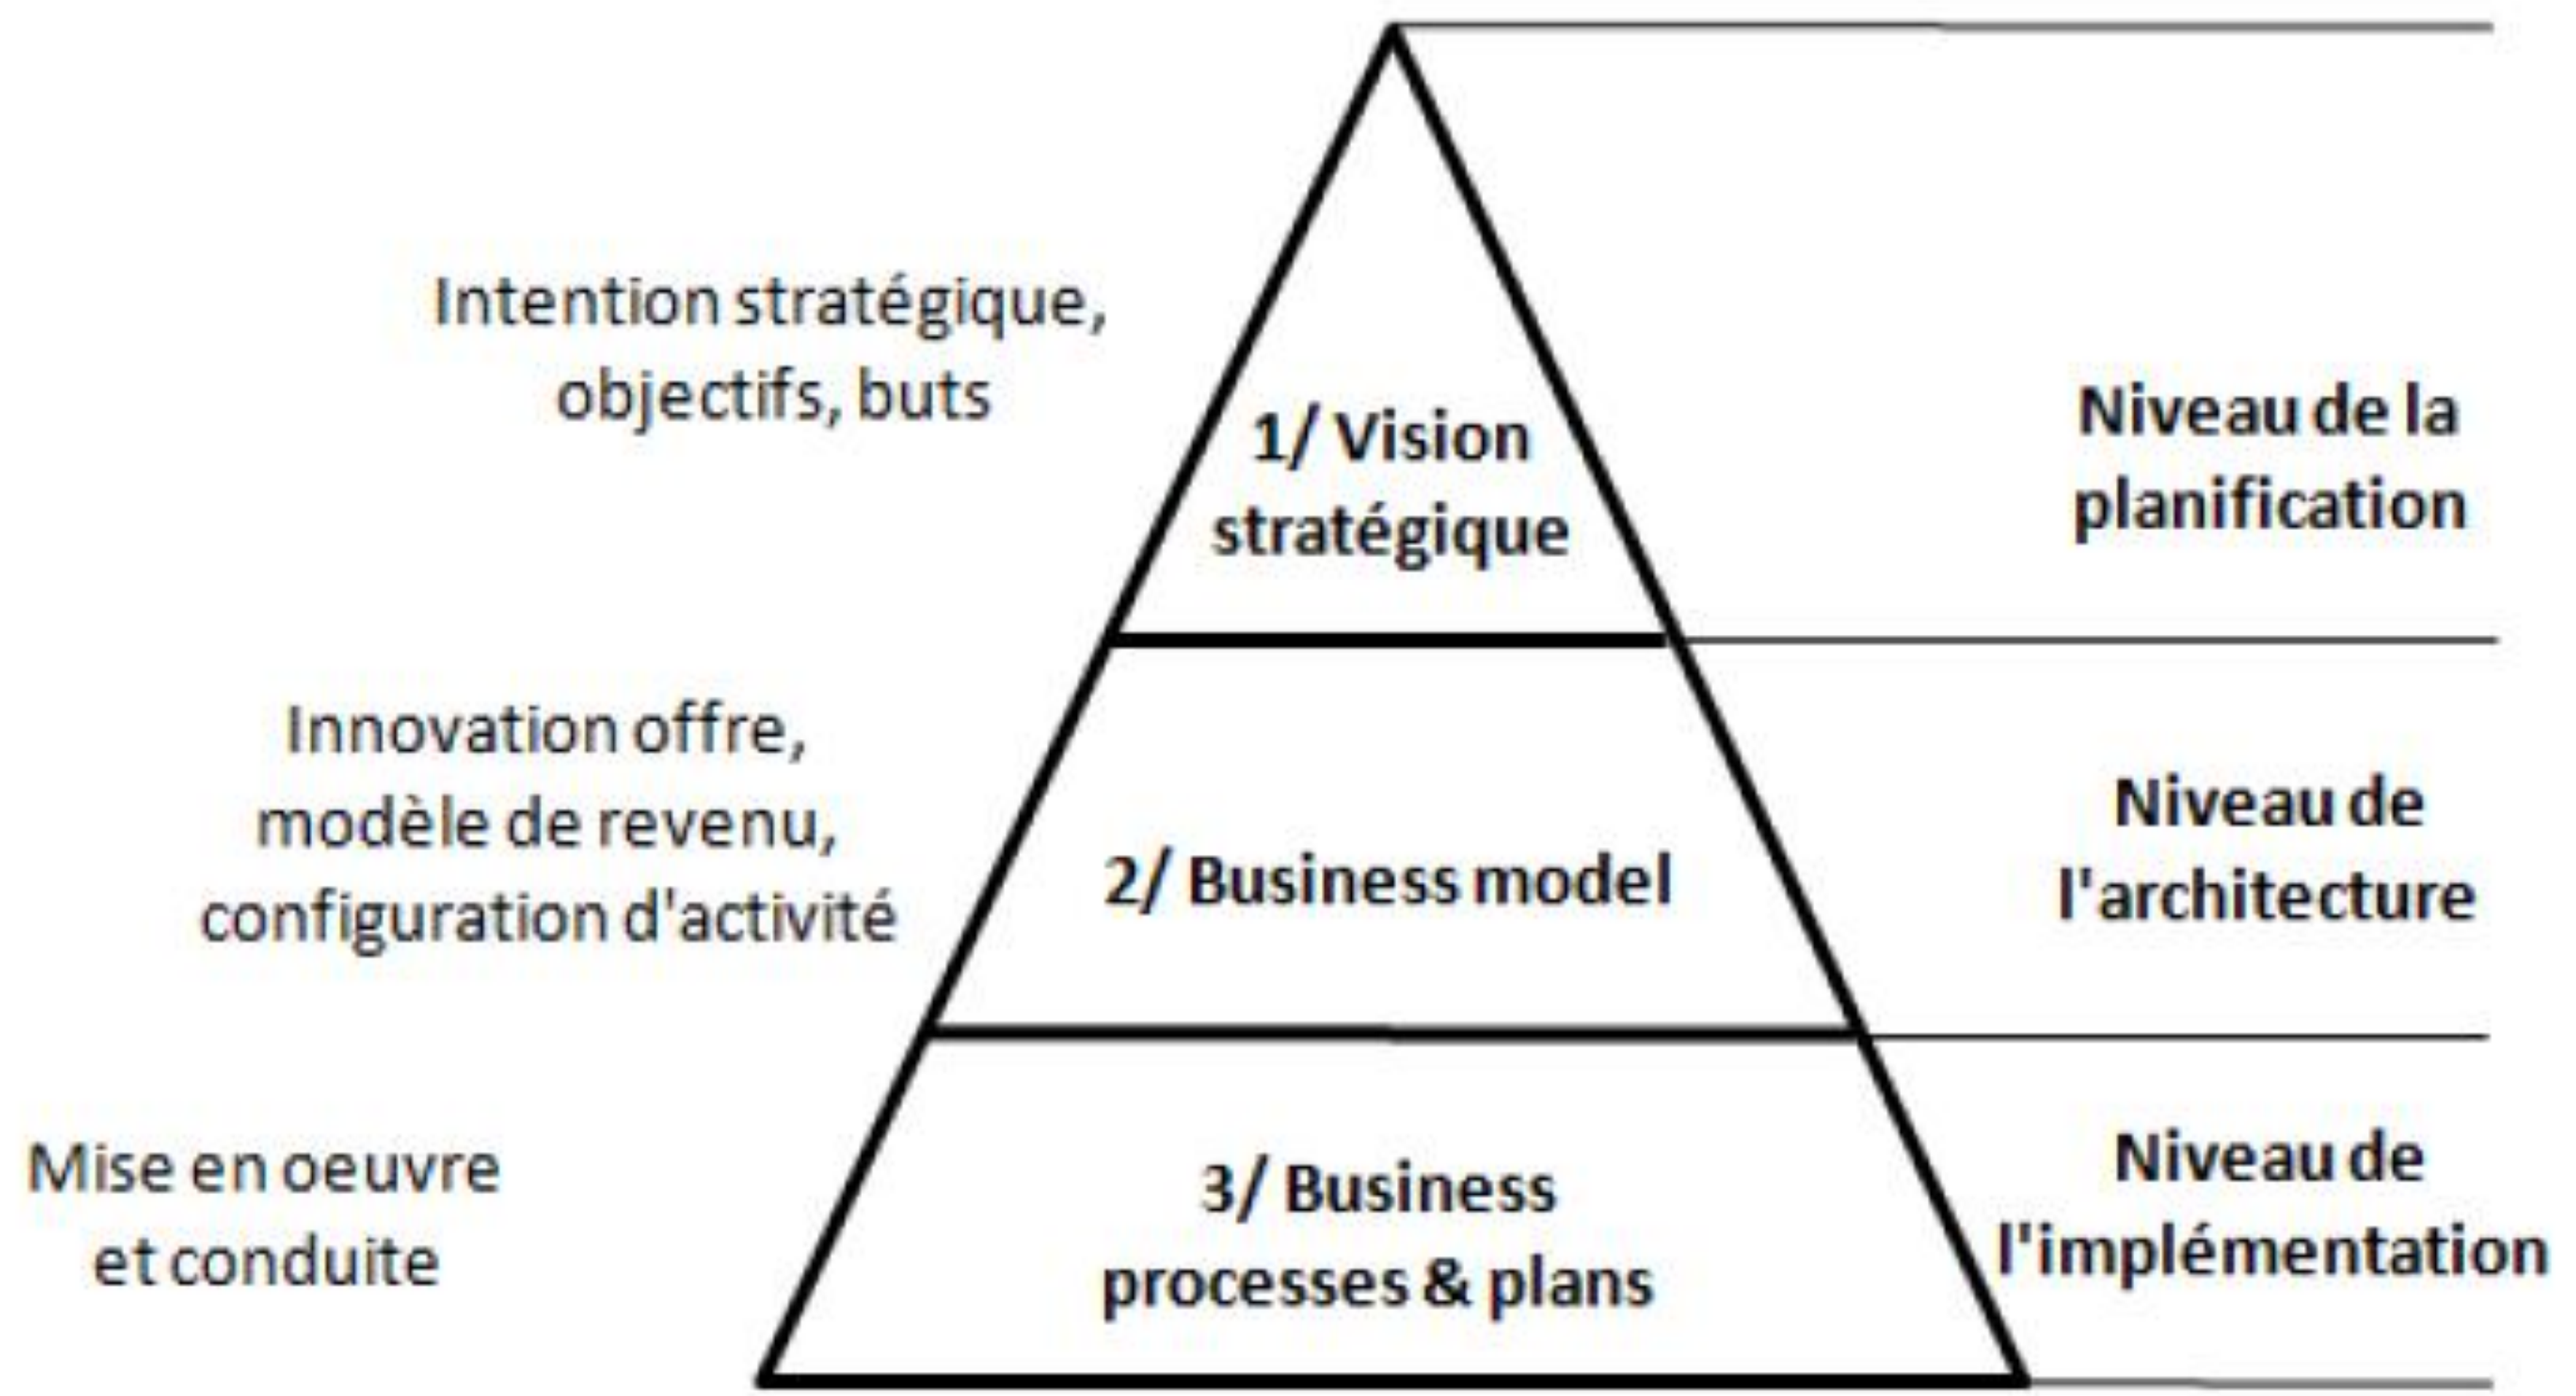 Intention stratégique,
objectifs, buts
1/ Vision
stratégique
Niveau de la
planification
Innovation offre,
modèle de revenu,
configuration d'activité
2/ Business model
Niveau de
l'architecture
Mise en oeuvre
et conduite
3/ Business
processes & plans
Niveau de
l'implémentation